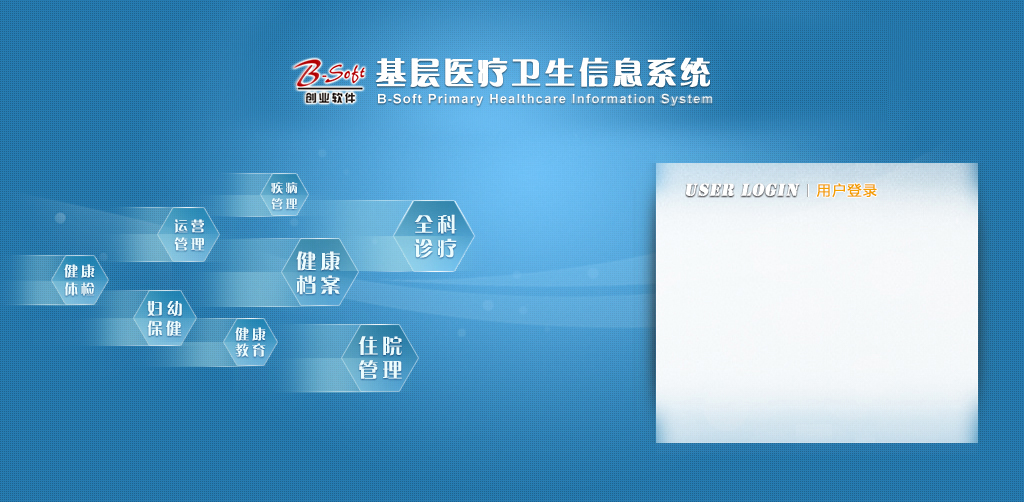 B-Soft
创业软件
基层医疗卫生信息系统
B-Soft Primary Healthcare Information System
USER LOGIN | 用户登录
疾病
管理
运营
管理
全科
诊疗
健康
体检
健康
档案
妇幼
保健
健康
教育
住院
管理